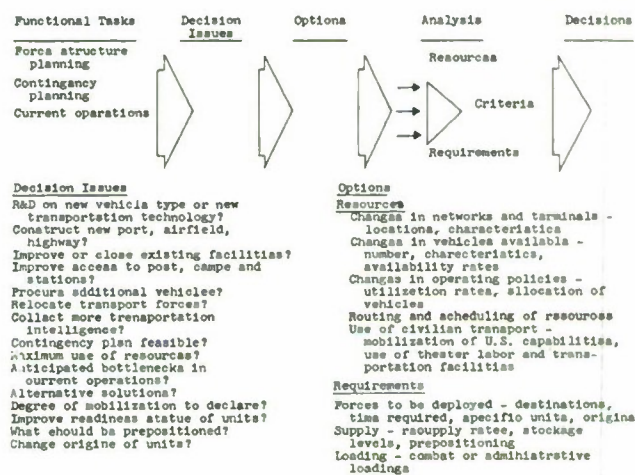 Functional Tasks Decision Issues Options Analysis Decisions
Force structure planning
Contingency planning
Current operations
Resources
Criteria
Requirements
Decision Issues
R&D on new vehicle type or new
transportation technology?
Construct new port, airfield,
highway?
Improve or close existing facilities?
Improve access to post, camps and
stations?
Procure additional vehicles?
Relocate transport forces?
Collect more transportation
intelligence?
Contingency plan feasible?
Maximum use of resources?
Anticipated bottlenecks in
current operations?
Alternative solutions?
Degree of mobilization to declare?
Improve readiness statue of units?
What should be prepositioned?
Change origins of units?
Options
Resources
Changes in networks and terminals -
locations, characteristics
Changes in vehicles available -
number, characteristics,
availability rates
Changes in operating policies -
utilization rates, allocation of
vehicles
Routing and scheduling of resources
Use of civilian transport -
mobilization of U.S. capabilities,
use of theater labor and trans-
portation facilities
Requirements
Forces to be deployed - destinations,
time required, specific units, origins
Supply - resupply rates, stockage
levels, prepositioning
Loading - combat or admihistrative
loadings